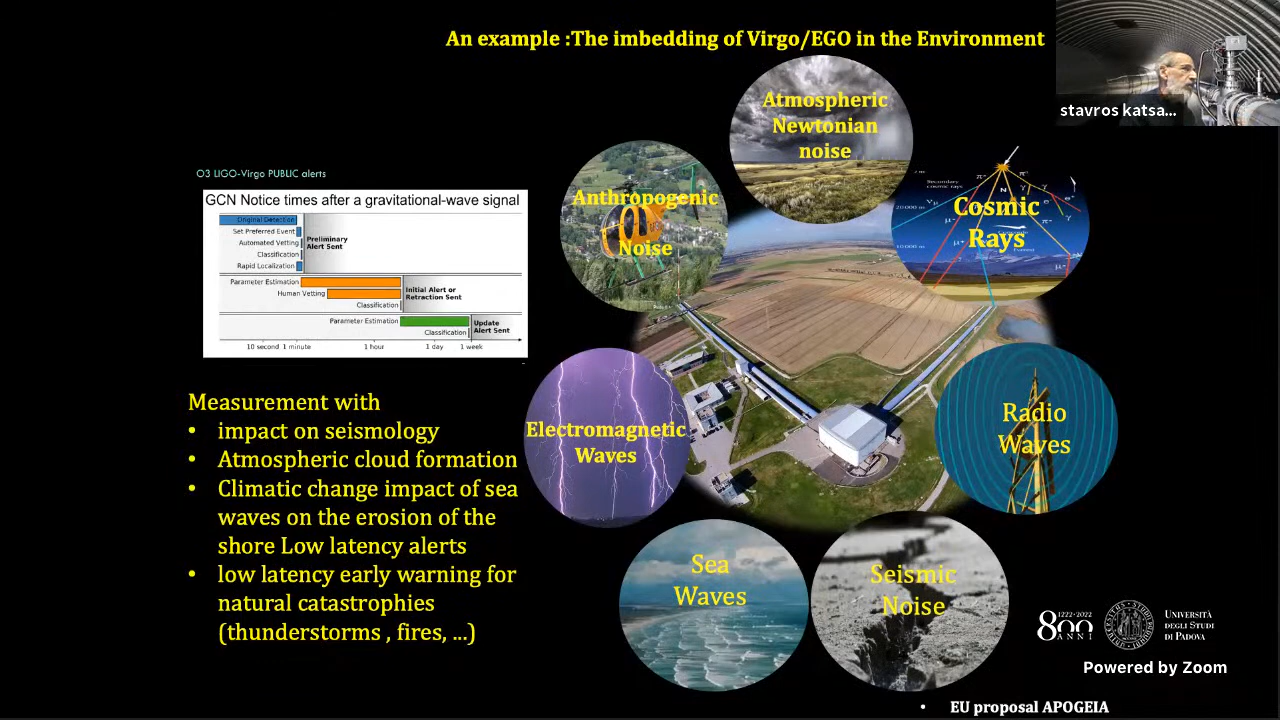 An example :The imbedding of Virgo/EGO in the Environment
stavros katsa...
Atmospheric
Newtonian
noise
Anthropogenic
Noise
Secondary
cosmic rays
Cosmic
Rays
O3 LIGO-Virgo PUBLIC alerts
GCN Notice times after a gravitational-wave signal
Original Detection
Set Preferred Event
Automated Vetting
Classification
Rapid Localization
Preliminary
Alert Sent
Parameter Estimation
Human Vetting
Classification
Initial Alert or
Retraction Sent
Parameter Estimation
Classification
Update
Alert Sent
10 second 1 minute 1 hour 1 day 1 week
Measurement with
• impact on seismology
• Atmospheric cloud formation
• Climatic change impact of sea
waves on the erosion of the
shore Low latency alerts
• low latency early warning for
natural catastrophies
(thunderstorms , fires, ...)
Electromagnetic
Waves
Radio
Waves
Sea
Waves
Seismic
Noise
1222•2022
800
ANNI
UNIVERSITÀ
DEGLI STUDI
DI PADOVA
Powered by Zoom
• EU proposal APOGEIA